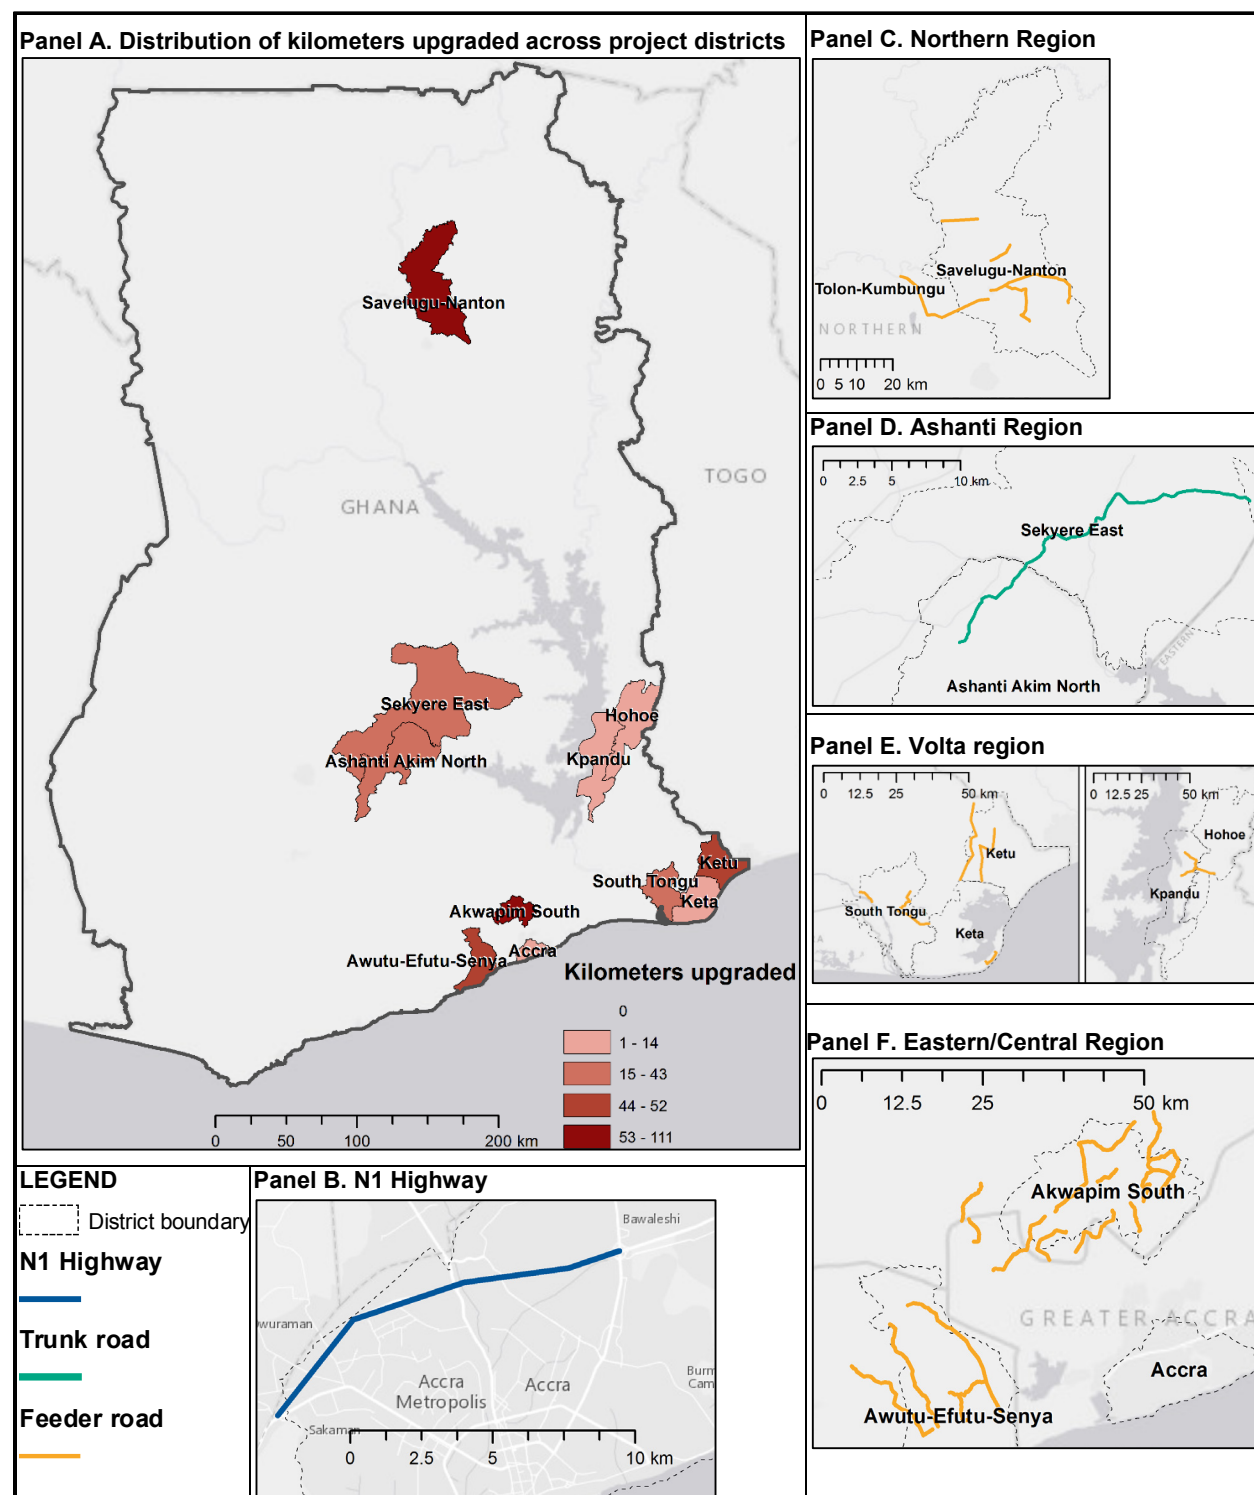 Panel A. Distribution of kilometers upgraded across project districts
Savelugu-Nanton
GHANA
TOGO
Sekyere East
Hohoe
Ashanti Akim North
Kpandu
Ketu
South Tongu
Keta
Akwapim South
Accra
Awutu-Efutu-Senya
Kilometers upgraded
0
1 - 14
15 - 43
44 - 52
53 - 111
0 50 100 200 km
LEGEND
District boundary
N1 Highway
Trunk road
Feeder road
Panel B. N1 Highway
Bawaleshi
wuraman
Accra
Metropolis
Accra
Burm
Cam
Sakaman
0 2.5 5 10 km
Panel C. Northern Region
Savelugu-Nanton
Tolon-Kumbungu
NORTHERN
0 5 10 20 km
Panel D. Ashanti Region
0 2.5 5 10 km
Sekyere East
EASTERN
Ashanti Akim North
Panel E. Volta region
0 12.5 25 50 km
Ketu
South Tongu
Keta
0 12.5 25 50 km
Hohoe
Kpandu
Panel F. Eastern/Central Region
0 12.5 25 50 km
Akwapim South
GREATER ACCRA
Accra
Awutu-Efutu-Senya